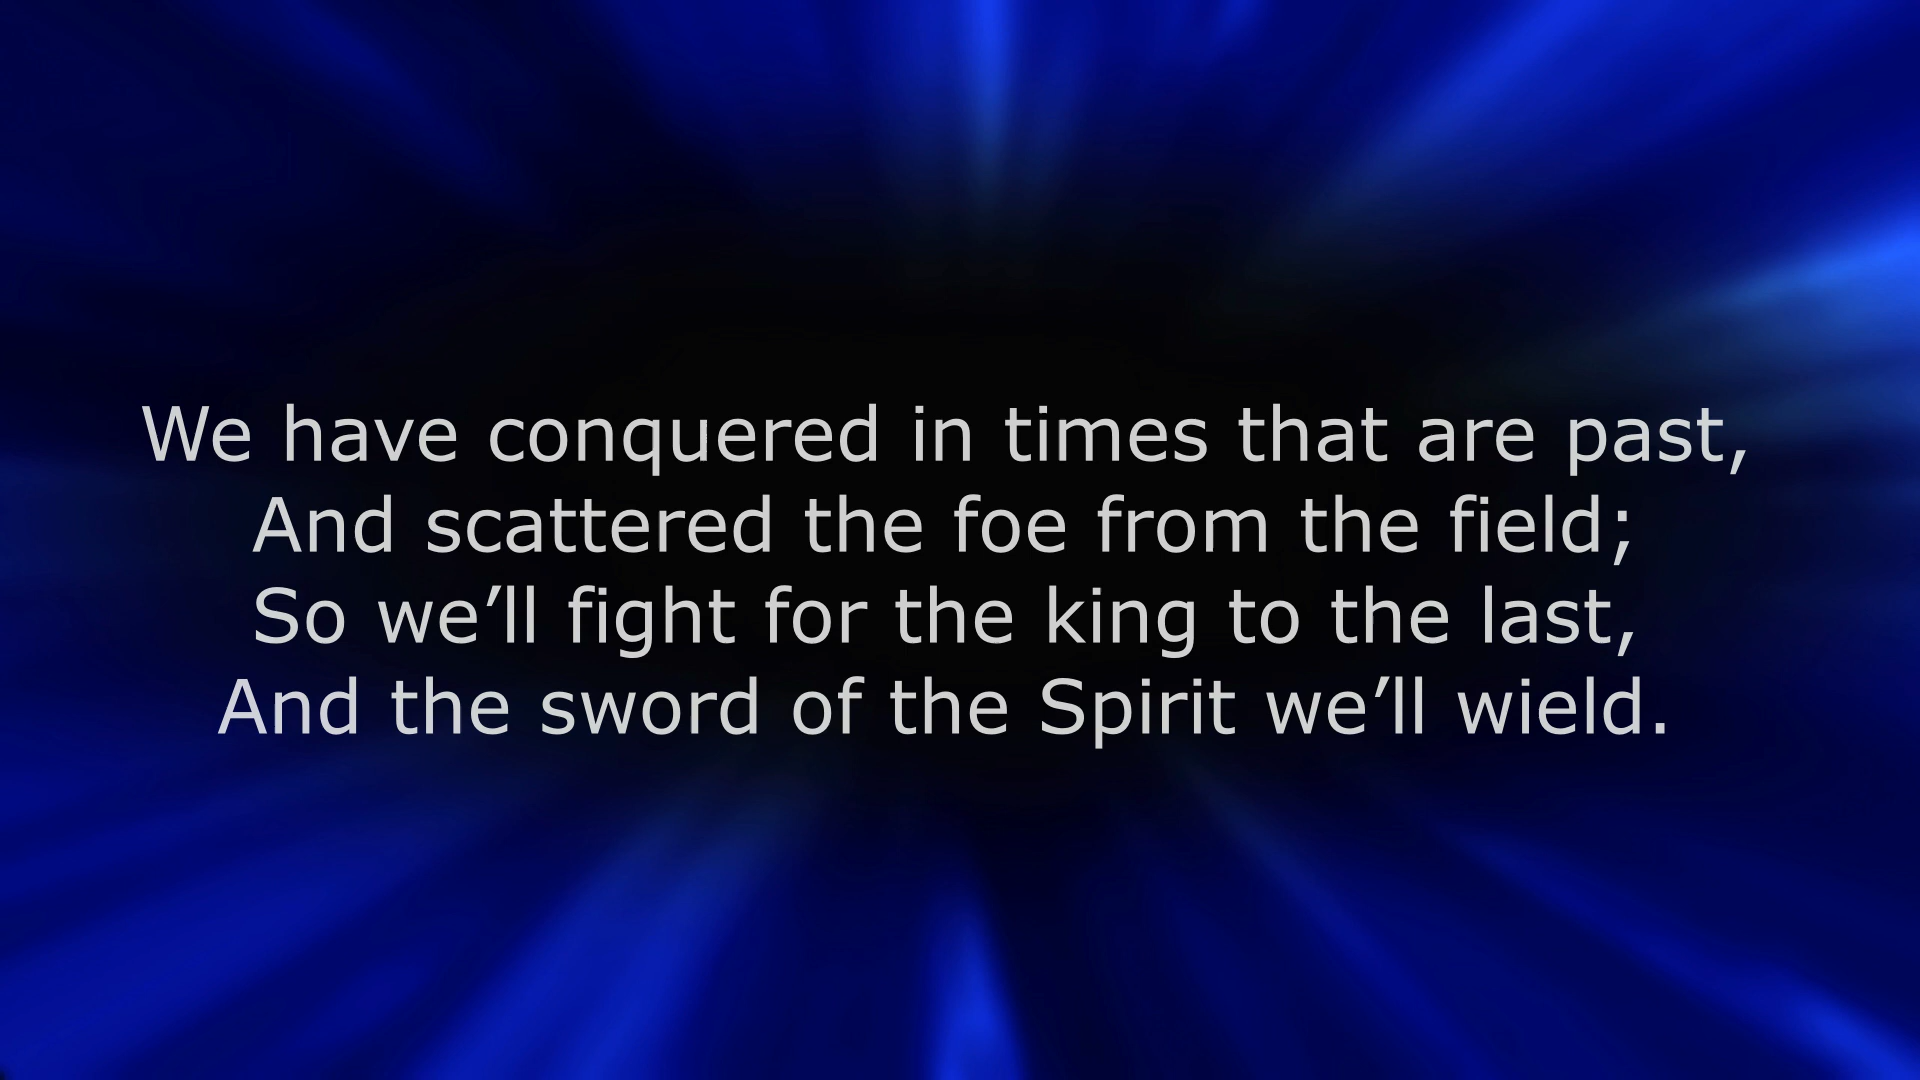 We have conquered in times that are past,
And scattered the foe from the field;
So we’ll fight for the king to the last,
And the sword of the Spirit we’ll wield.